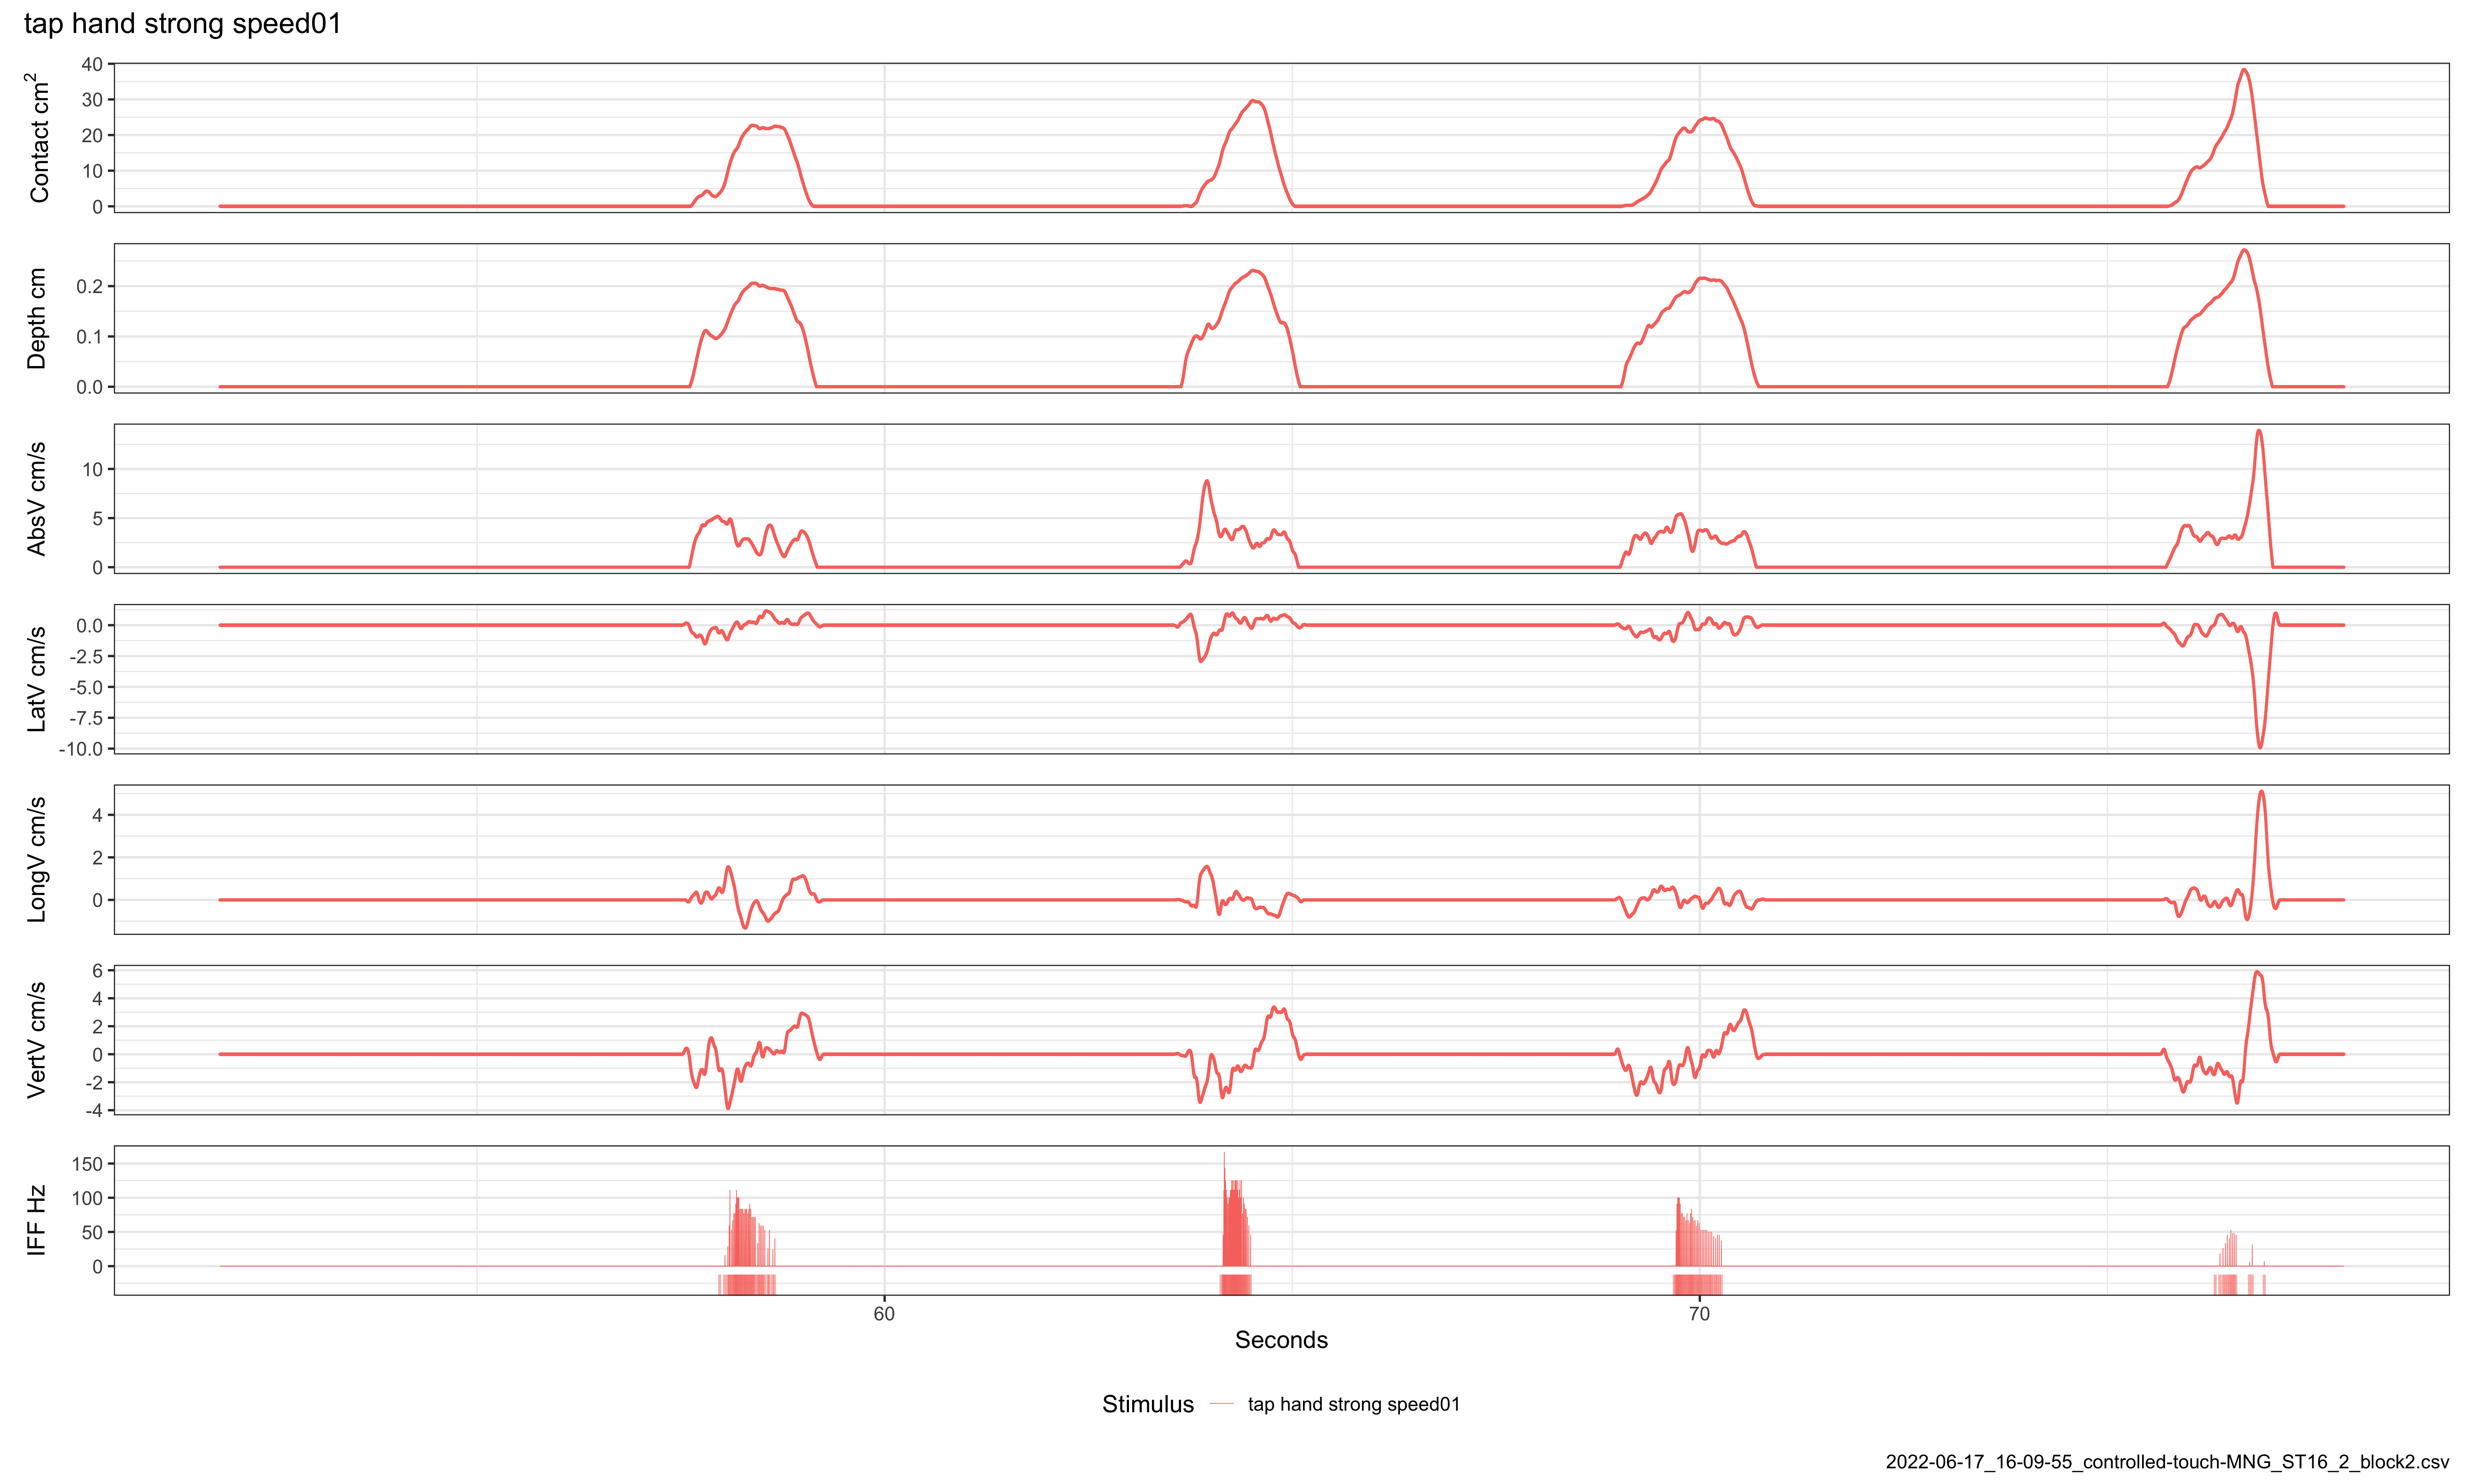 tap hand strong speed01
Contact cm²
40
30
20
10
0
Depth cm
0.2
0.1
0.0
AbsV cm/s
10
5
0
LatV cm/s
0.0
-2.5
-5.0
-7.5
-10.0
LongV cm/s
4
2
0
VertV cm/s
6
4
2
0
-2
-4
IFF Hz
150
100
50
0
60 70
Seconds
Stimulus tap hand strong speed01
2022-06-17_16-09-55_controlled-touch-MNG_ST16_2_block2.csv